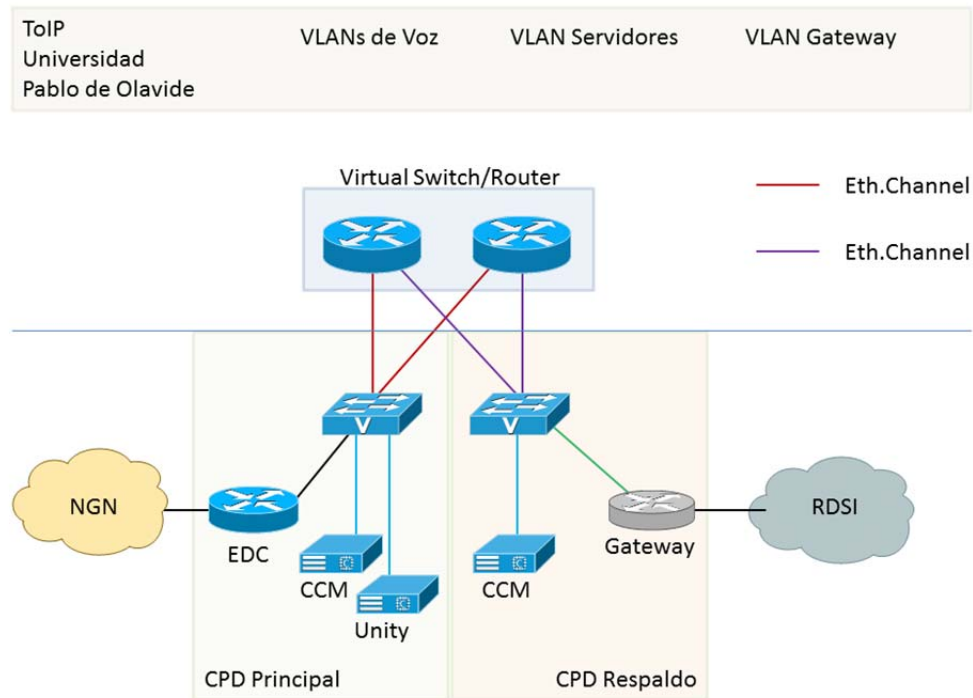 ToIP
Universidad
Pablo de Olavide
VLANs de Voz
VLAN Servidores
VLAN Gateway
Virtual Switch/Router
Eth.Channel
Eth.Channel
V
V
NGN
EDC
CCM
Unity
CCM
Gateway
RDSI
CPD Principal
CPD Respaldo